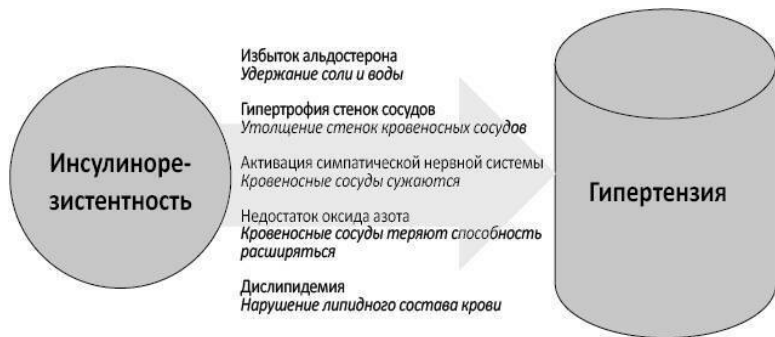 Инсулиноре-
зистентность
Избыток альдостерона
Удержание соли и воды
Гипертрофия стенок сосудов
Утолщение стенок кровеносных сосудов
Активация симпатической нервной системы
Кровеносные сосуды сужаются
Недостаток оксида азота
Кровеносные сосуды теряют способность
расширяться
Дислипидемия
Нарушение липидного состава крови
Гипертензия